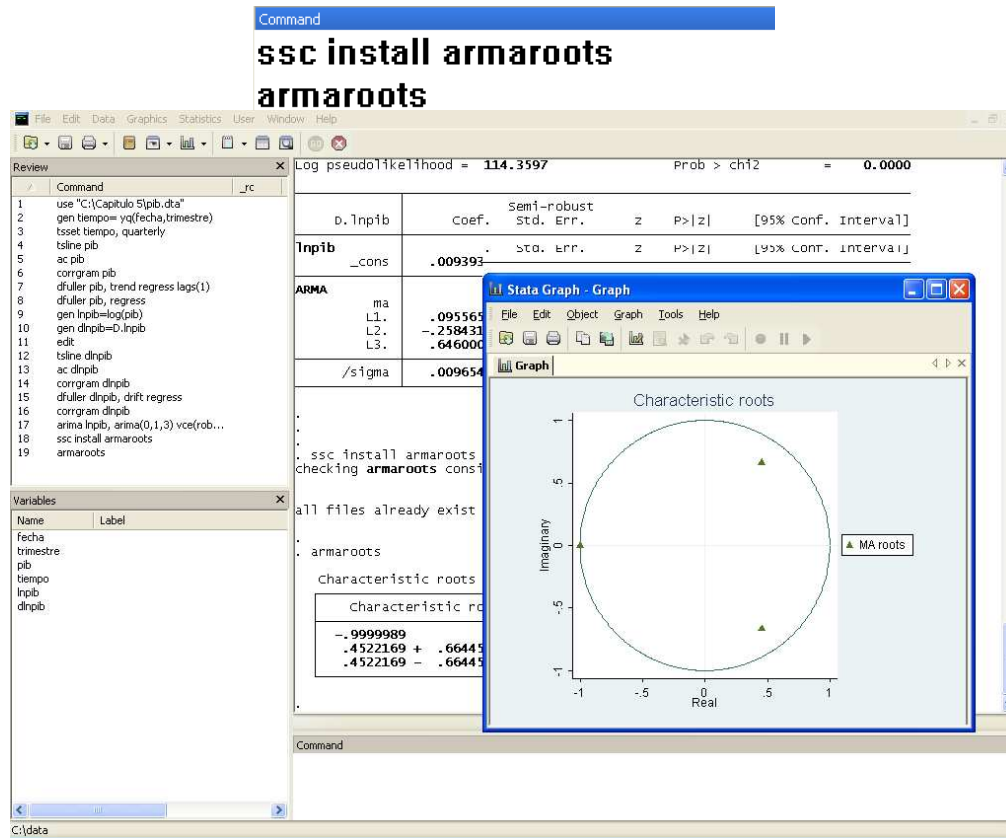 Command
ssc install armaroots
armaroots
File Edit Data Graphics Statistics User Window Help
Review
Command _rc
1 use "C:\Capitulo 5\pib.dta"
2 gen tiempo= yq(fecha,trimestre)
3 tsset tiempo, quarterly
4 tsline pib
5 ac pib
6 corrgram pib
7 dfuller pib, trend regress lags(1)
8 dfuller pib, regress
9 gen lnpib=log(pib)
10 gen dlnpib=D.lnpib
11 edit
12 tsline dlnpib
13 ac dlnpib
14 corrgram dlnpib
15 dfuller dlnpib, drift regress
16 corrgram dlnpib
17 arima lnpib, arima(0,1,3) vce(rob...
18 ssc install armaroots
19 armaroots
Variables
Name Label
fecha
trimestre
pib
tiempo
lnpib
dlnpib
Log pseudolikelihood = 114.3597 Prob > chi2 = 0.0000
Semi-robust
D.lnpib Coef. Std. Err. z P>|z| [95% Conf. Interval]
lnpib . Std. Err. z P>|z| [95% Conf. Interval]
_cons .009393
ARMA
ma
L1. .095565
L2. -.258431
L3. .646000
/sigma .009654
.
.
.
. ssc install armaroots
checking armaroots consi
all files already exist
.
. armaroots
Characteristic roots
Characteristic ro
-.9999989
.4522169 + .66445
.4522169 - .66445
.
Stata Graph - Graph
File Edit Object Graph Tools Help
Graph
Characteristic roots
Imaginary
1
.5
0
-.5
-1
-1 -.5 0 .5 1
Real
MA roots
Command
C:\data